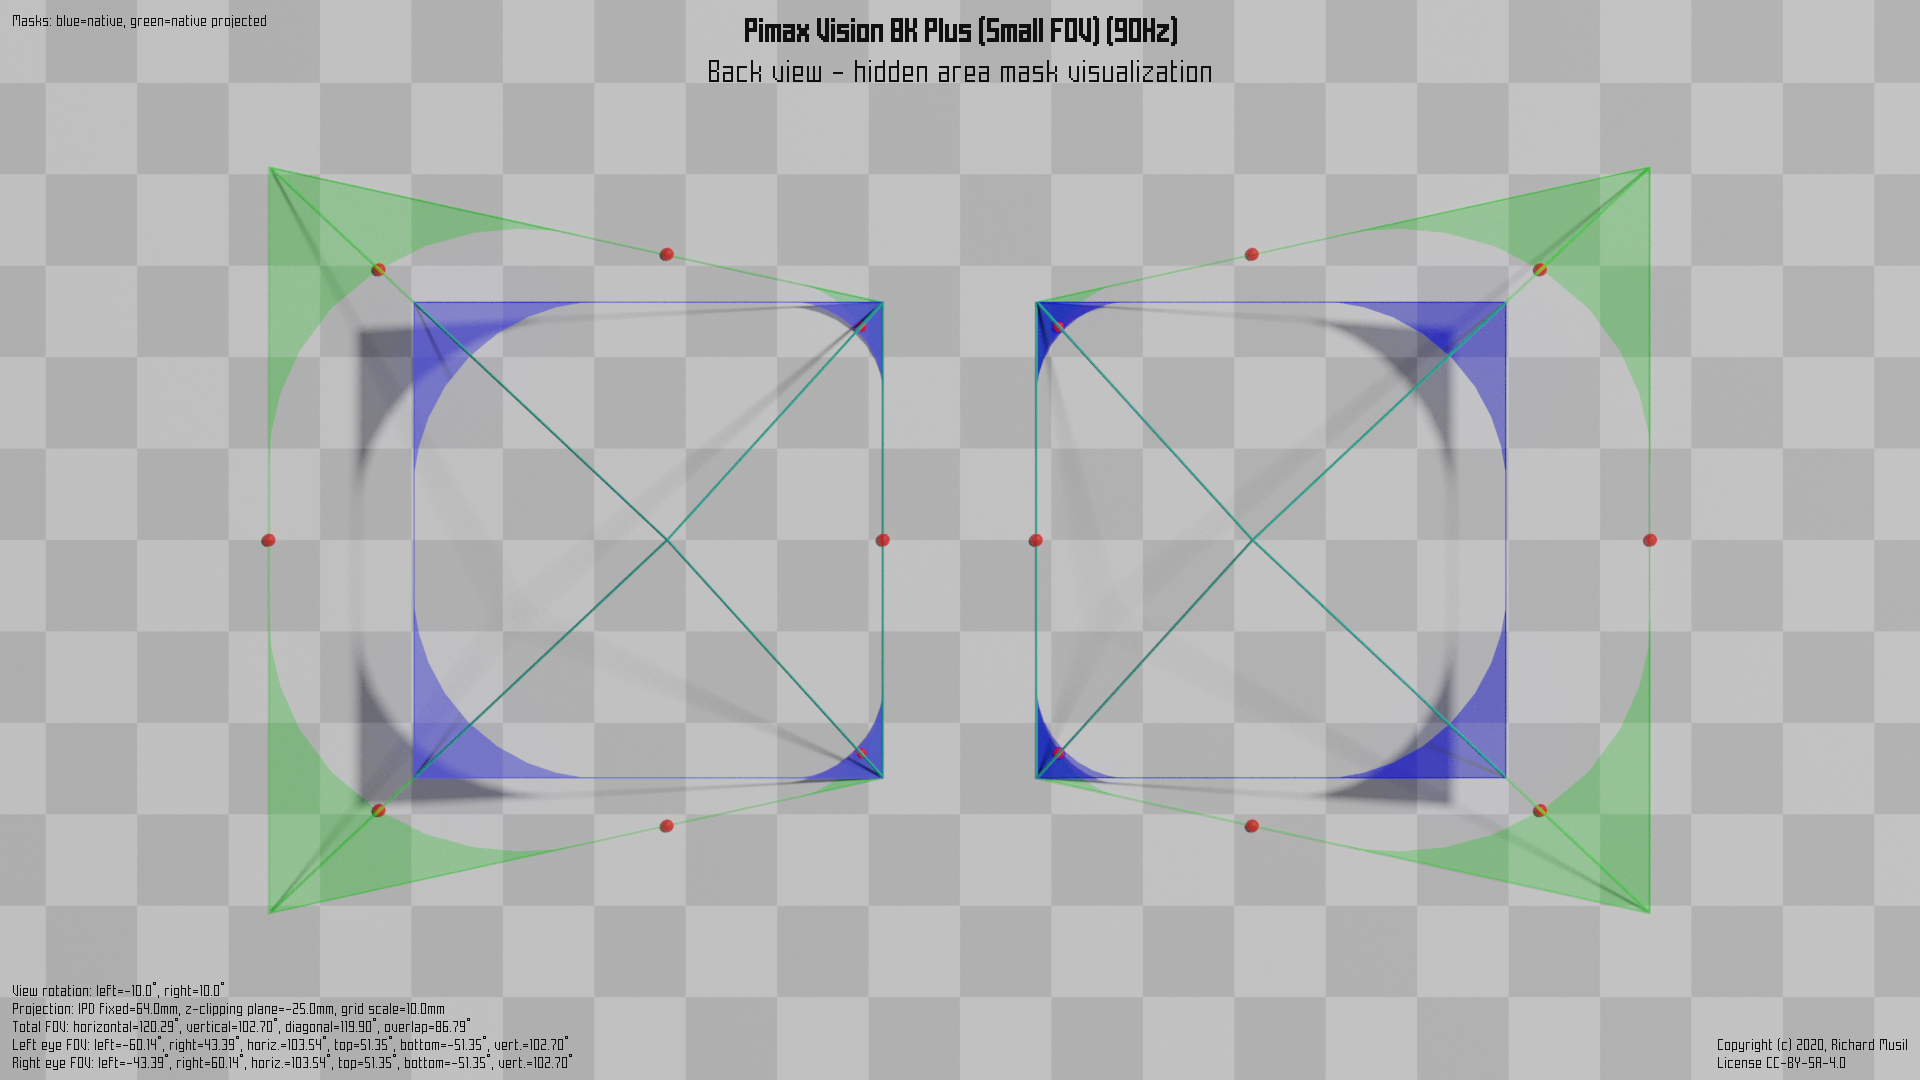 Masks: blue=native, green=native projected
Pimax Vision 8K Plus (Small FOV) (90Hz)
Back view - hidden area mask visualization
View rotation: left=-10.0°, right=10.0°
Projection: IPD fixed=64.0mm, z-clipping plane=-25.0mm, grid scale=10.0mm
Total FOV: horizontal=120.29°, vertical=102.70°, diagonal=119.90°, overlap=86.79°
Left eye FOV: left=-60.14°, right=43.39°, horiz.=103.54°, top=51.35°, bottom=-51.35°, vert.=102.70°
Right eye FOV: left=-43.39°, right=60.14°, horiz.=103.54°, top=51.35°, bottom=-51.35°, vert.=102.70°
Copyright (c) 2020, Richard Musil
License CC-BY-SA-4.0